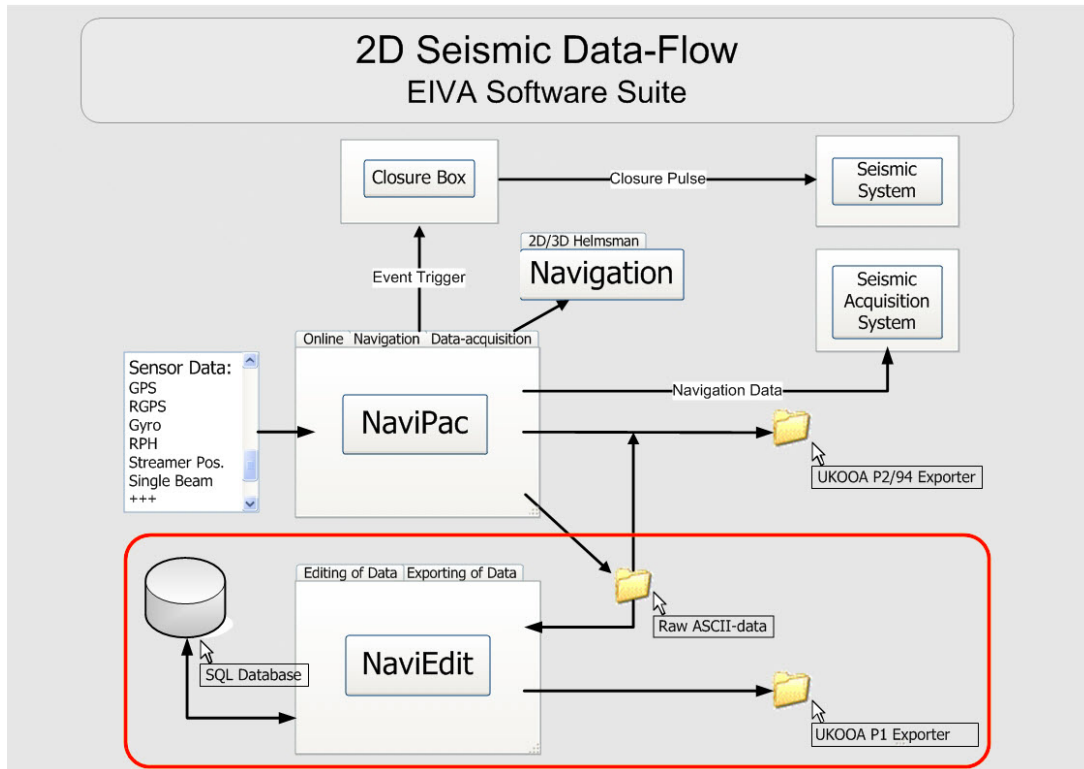 2D Seismic Data-Flow
EIVA Software Suite
Closure Box
Closure Pulse
Seismic
System
Event Trigger
2D/3D Helmsman
Navigation
Seismic
Acquisition
System
Online Navigation Data-acquisition
Sensor Data:
GPS
RGPS
Gyro
RPH
Streamer Pos.
Single Beam
+++
NaviPac
Navigation Data
UKOOA P2/94 Exporter
Editing of Data Exporting of Data
Raw ASCII-data
SQL Database
NaviEdit
UKOOA P1 Exporter